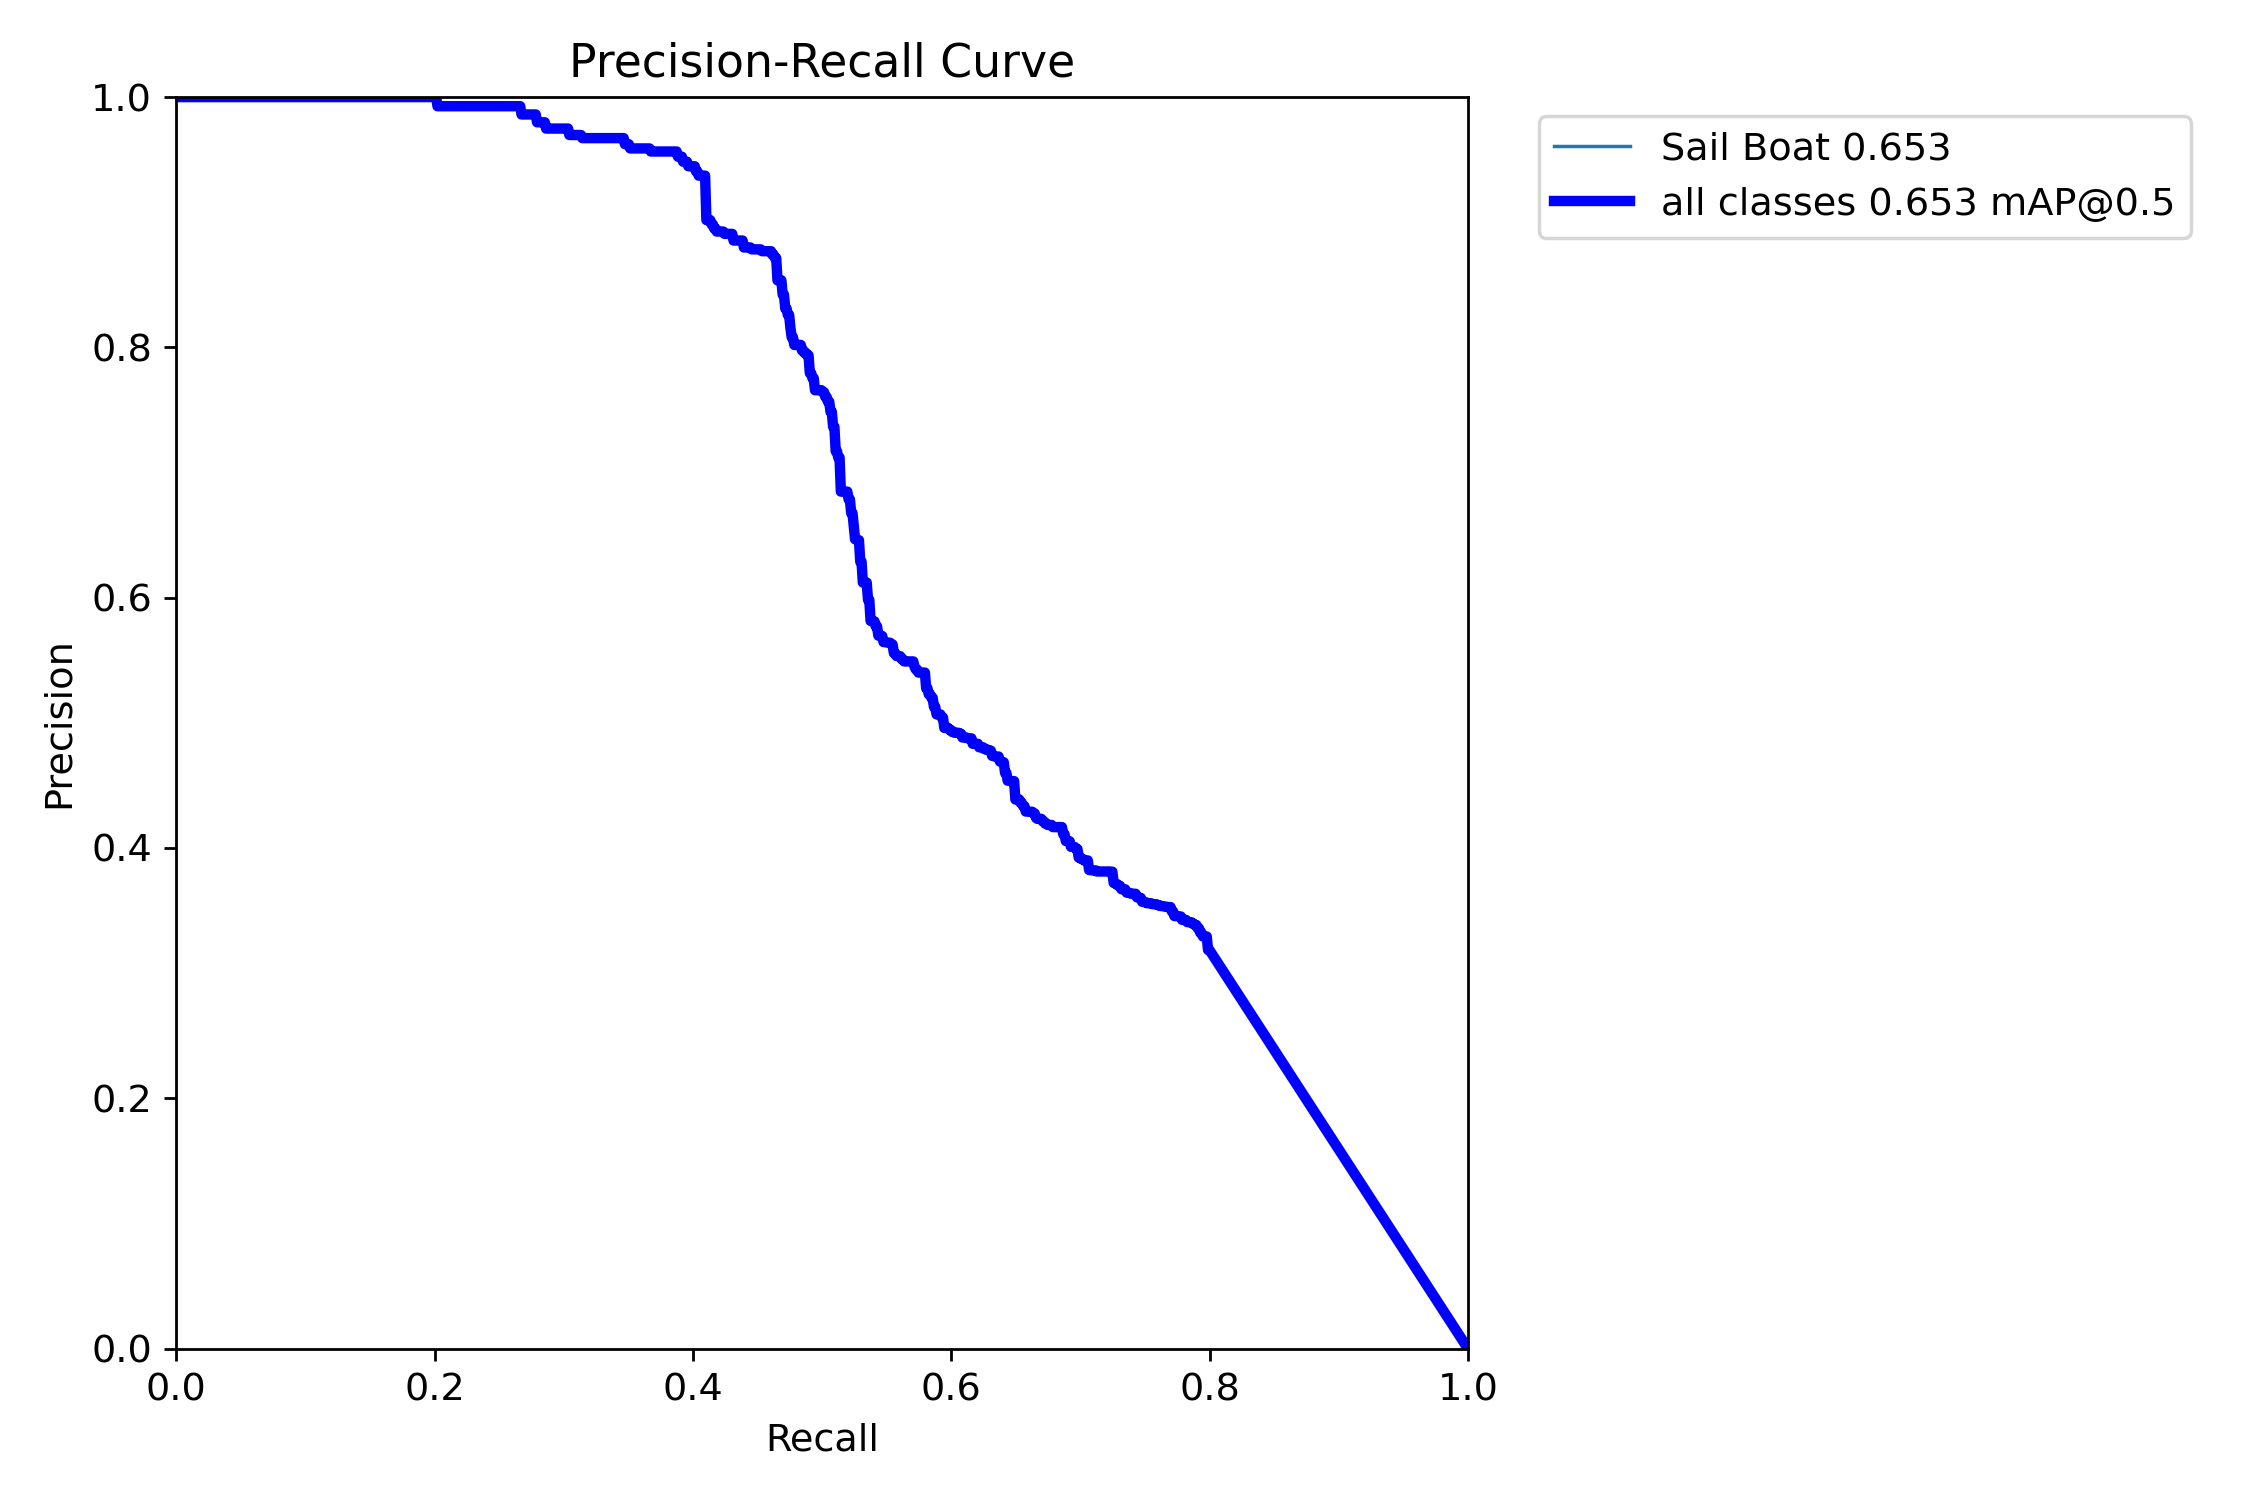 Precision-Recall Curve
1.0
0.8
0.6
0.4
0.2
0.0
Precision
0.0 0.2 0.4 0.6 0.8 1.0
Recall
Sail Boat 0.653
all classes 0.653 mAP@0.5